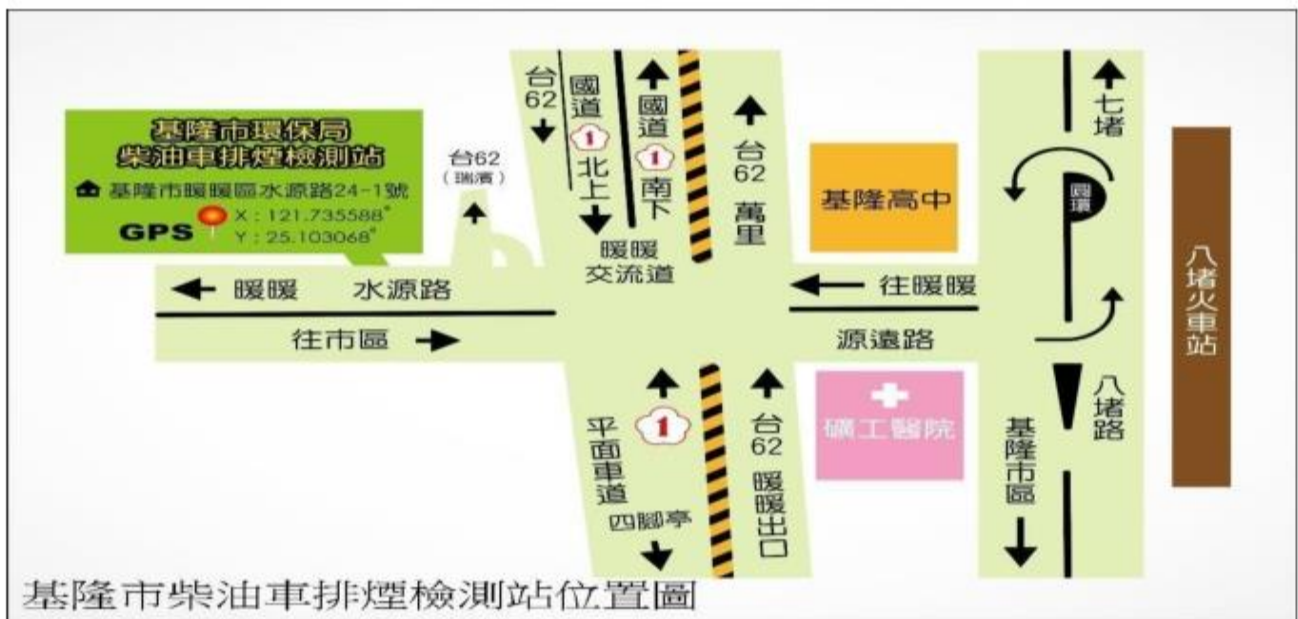 基隆市環保局
柴油車排煙檢測站
基隆市暖暖區水源路24-1號
GPS
X：121.735588°
Y：25.103068°
台62
（瑞濱）
台62
國道
1
北上
國道
1
南下
台62 萬里
暖暖
交流道
基隆高中
七堵
圓環
八堵火車站
暖暖
水源路
往暖暖
往市區
源遠路
平面車道
四腳亭
1
台62 暖暖出口
礦工醫院
基隆市區
八堵路
基隆市柴油車排煙檢測站位置圖